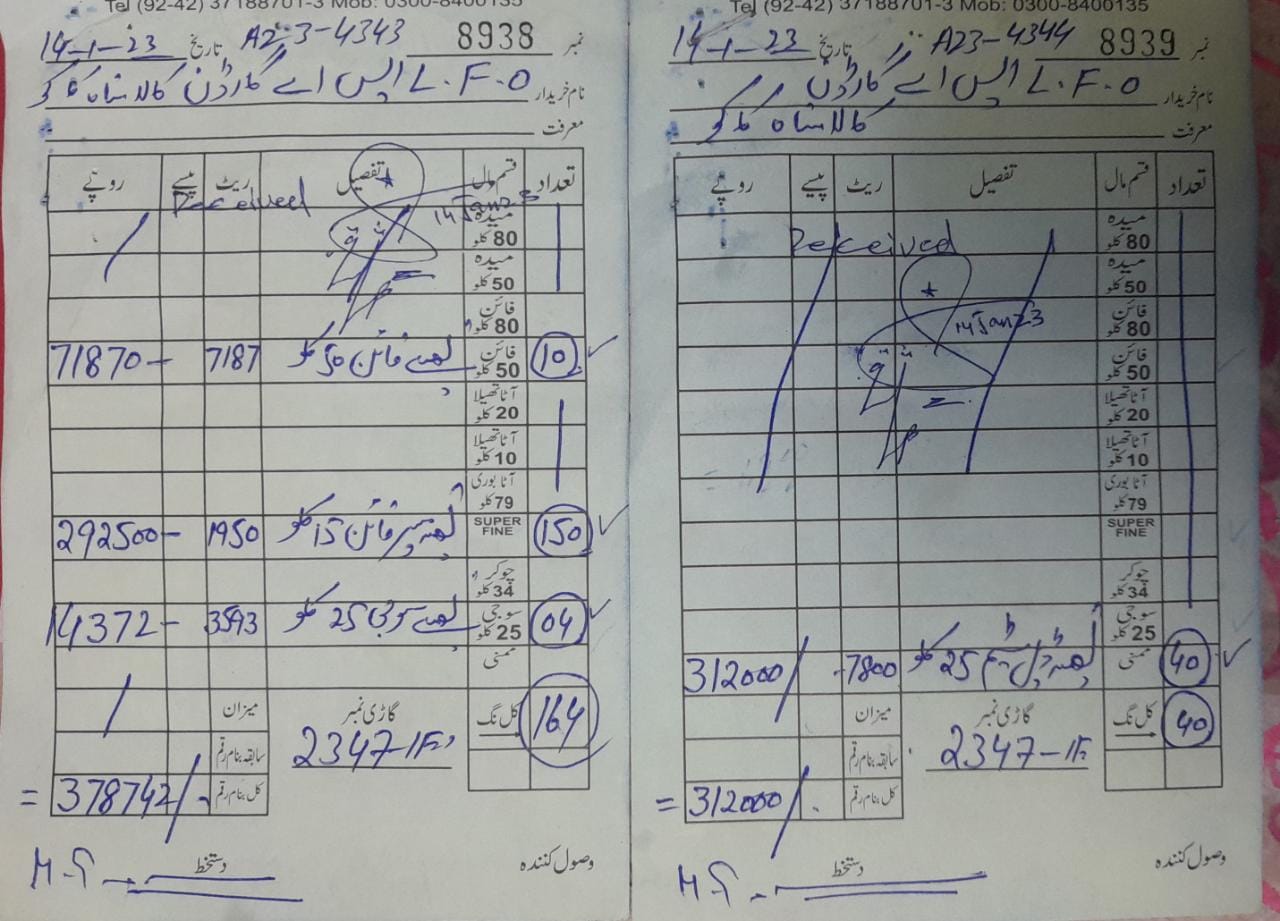 Tel (92-42) 37188701-3 Mob: 0300-8400135
نمبر 8938 A23-4343 تاریخ 14-1-23
نام خریدار L.F.O ایس اے گارڈن کالا شاہ کاکو
معرفت
تعداد قسم مال تفصیل ریٹ پیسے روپے
Received
14 Jan 23
میدہ 80 کلو
میدہ 50 کلو
فائن 80 کلو
10 فائن 50 کلو فائن 50 کلو 7187 71870-
آٹا تھیلا 20 کلو
آٹا تھیلا 10 کلو
آٹا بوری 79 کلو
150 SUPER FINE سپر فائن 15 کلو 1950 292500-
چوکر 34 کلو
04 سوجی 25 کلو سوجی 25 کلو 3593 14372-
ممنی
164 کل نگ گاڑی نمبر میزان
2347- سابقہ بنام رقم
کل بنام رقم = 378742/-
وصول کنندہ دستخط
Tel (92-42) 37188701-3 Mob: 0300-8400135
نمبر 8939 A23-4344 تاریخ 14-1-23
نام خریدار L.F.O ایس اے گارڈن
معرفت کالا شاہ کاکو
تعداد قسم مال تفصیل ریٹ پیسے روپے
میدہ 80 کلو
Received
میدہ 50 کلو
فائن 80 کلو
14 Jan 23
فائن 50 کلو
آٹا تھیلا 20 کلو
آٹا تھیلا 10 کلو
آٹا بوری 79 کلو
SUPER FINE
چوکر 34 کلو
سوجی 25 کلو
40 ممنی 25 کلو 7800 312000/
40 کل نگ گاڑی نمبر میزان
2347- سابقہ بنام رقم
کل بنام رقم = 312000/-
وصول کنندہ دستخط